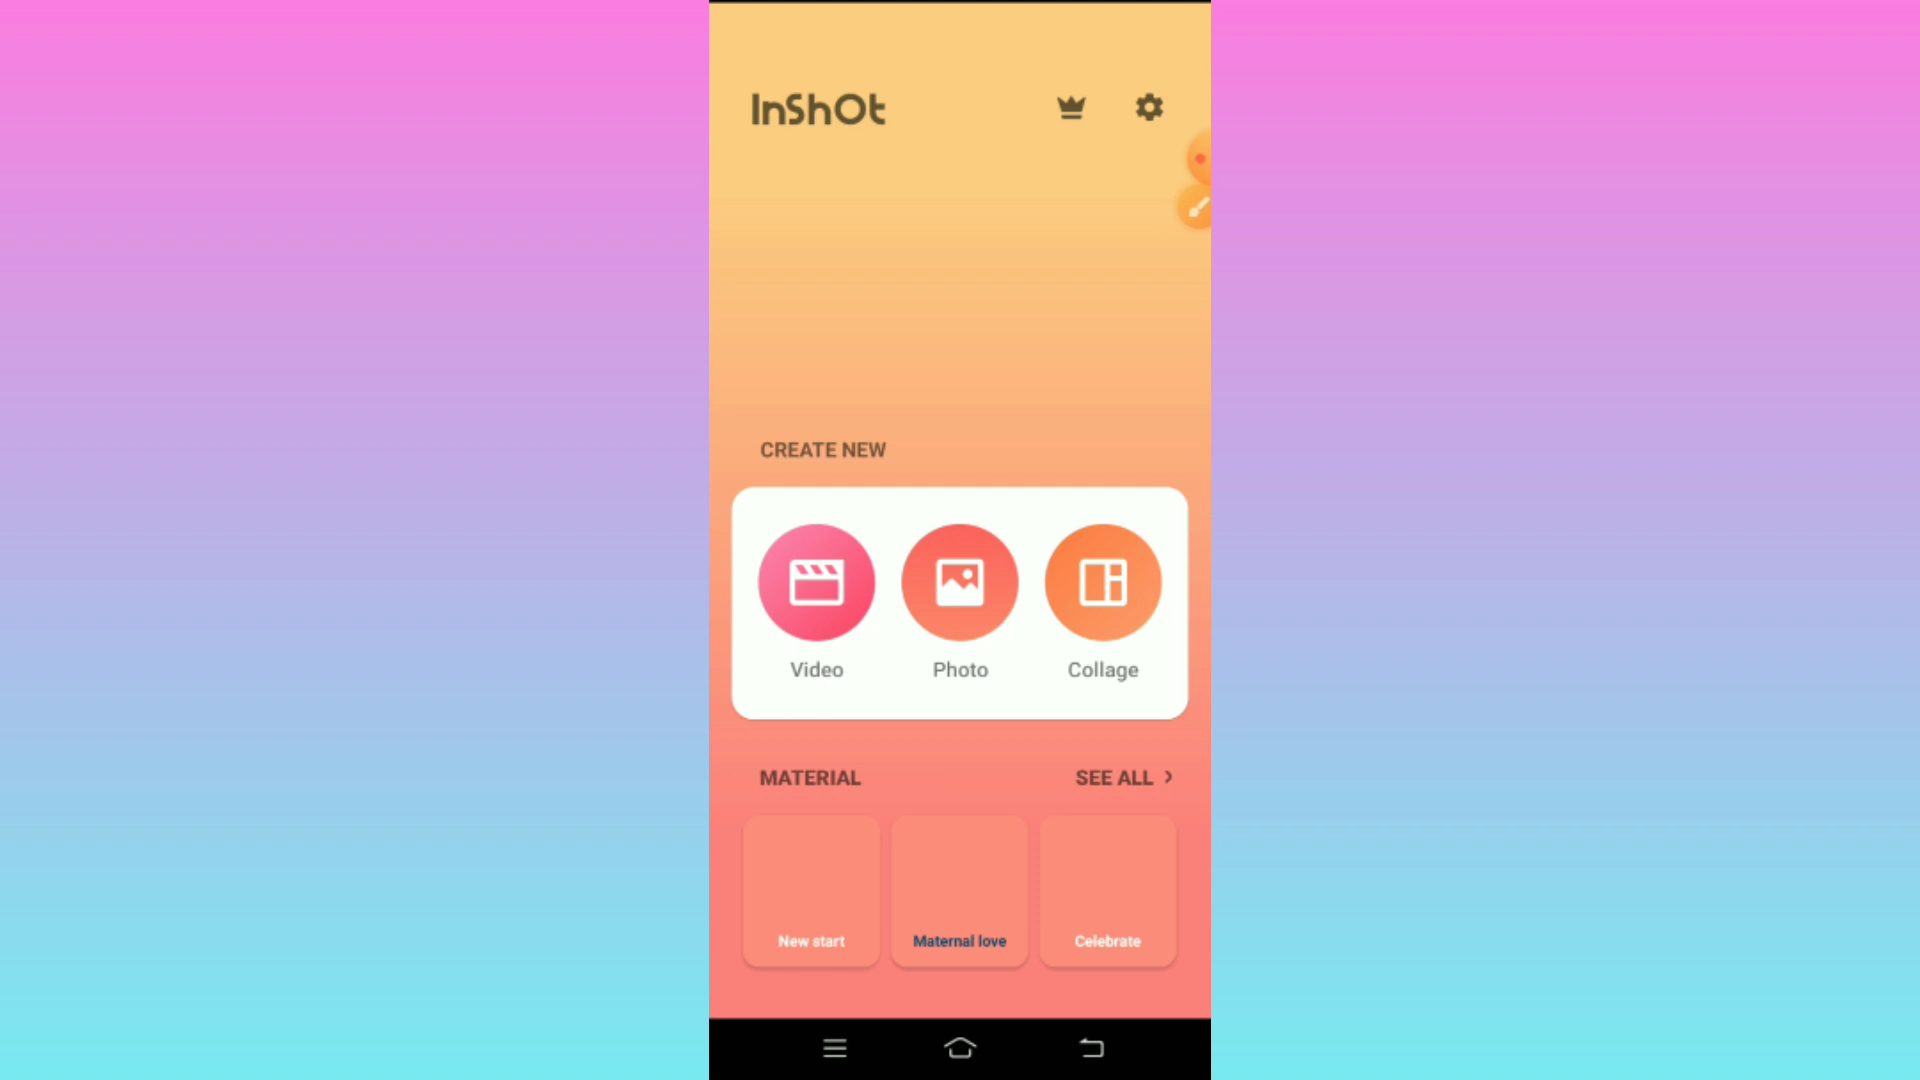 InShOt
CREATE NEW
Video Photo Collage
MATERIAL SEE ALL >
New start Maternal love Celebrate